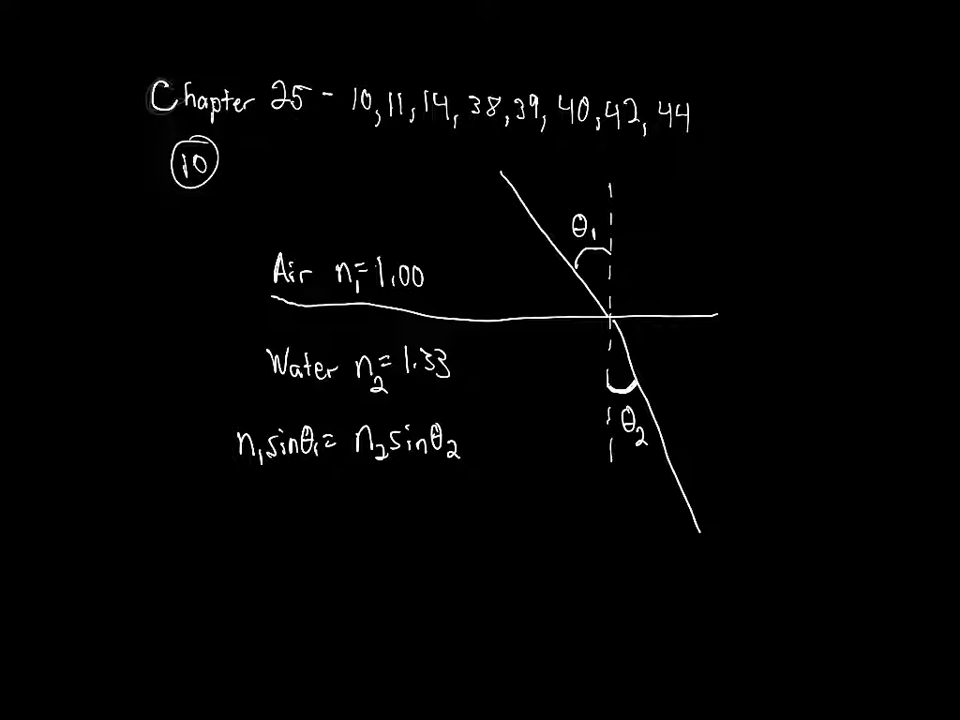 Chapter 25 - 10, 11, 14, 38, 39, 40, 42, 44
10
θ₁
Air n₁=1.00
Water n₂=1.33
θ₂
n₁sinθ₁= n₂sinθ₂